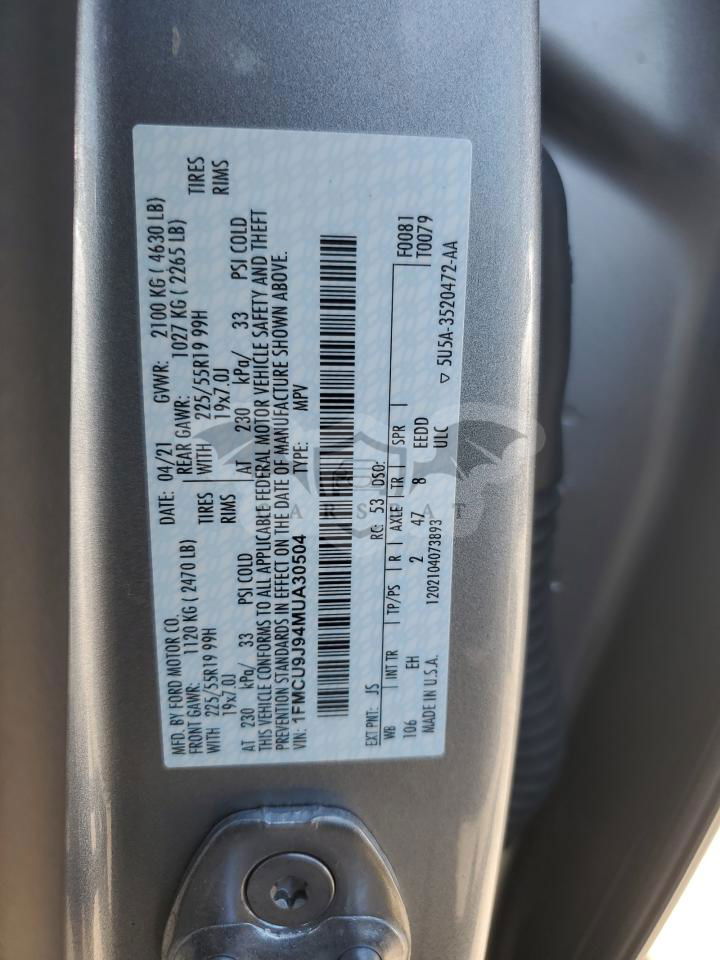 MFD. BY FORD MOTOR CO. DATE: 04/21 GVWR: 2100 KG ( 4630 LB)
FRONT GAWR: 1120 KG ( 2470 LB) REAR GAWR: 1027 KG ( 2265 LB)
WITH 225/55R19 99H TIRES WITH 225/55R19 99H TIRES
19x7.0J RIMS 19x7.0J RIMS
AT 230 kPa/ 33 PSI COLD AT 230 kPa/ 33 PSI COLD
THIS VEHICLE CONFORMS TO ALL APPLICABLE FEDERAL MOTOR VEHICLE SAFETY AND THEFT
PREVENTION STANDARDS IN EFFECT ON THE DATE OF MANUFACTURE SHOWN ABOVE.
VIN: 1FMCU9J94MUA30504 TYPE: MPV
EXT PNT: JS RC: 53 DSO: F0081
WB INT TR TP/PS R AXLE TR SPR T0079
106 EH 2 47 8 EEDD
MADE IN U.S.A. 1202104073893 ULC ▽ 5U5A-3520472-AA